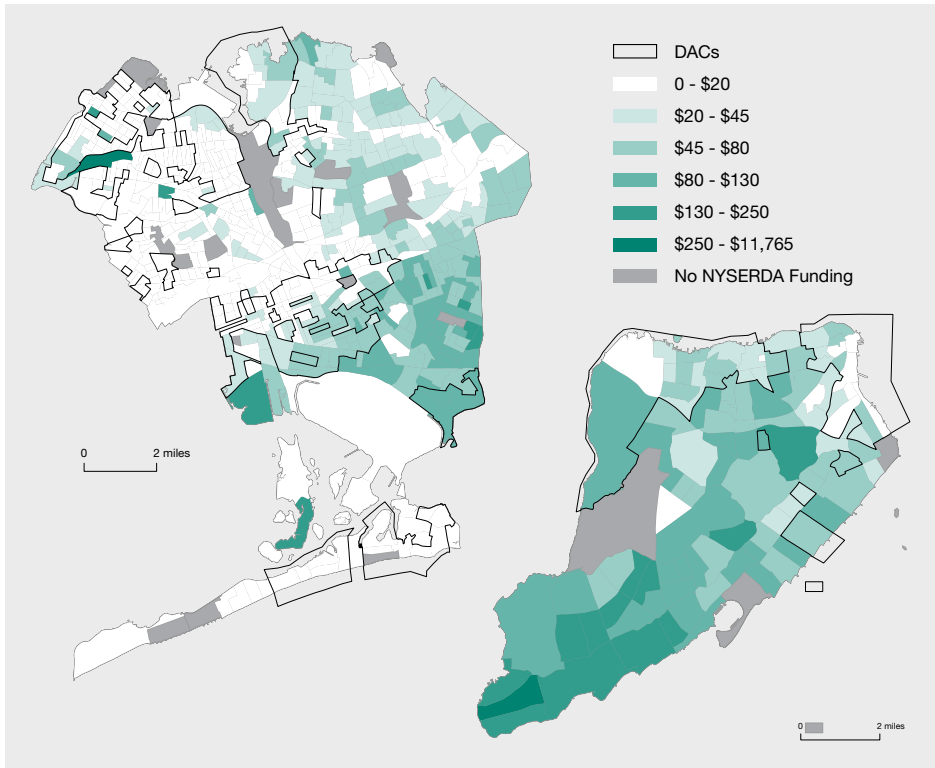 DACs
0 - $20
$20 - $45
$45 - $80
$80 - $130
$130 - $250
$250 - $11,765
No NYSERDA Funding
0 2 miles
0 2 miles